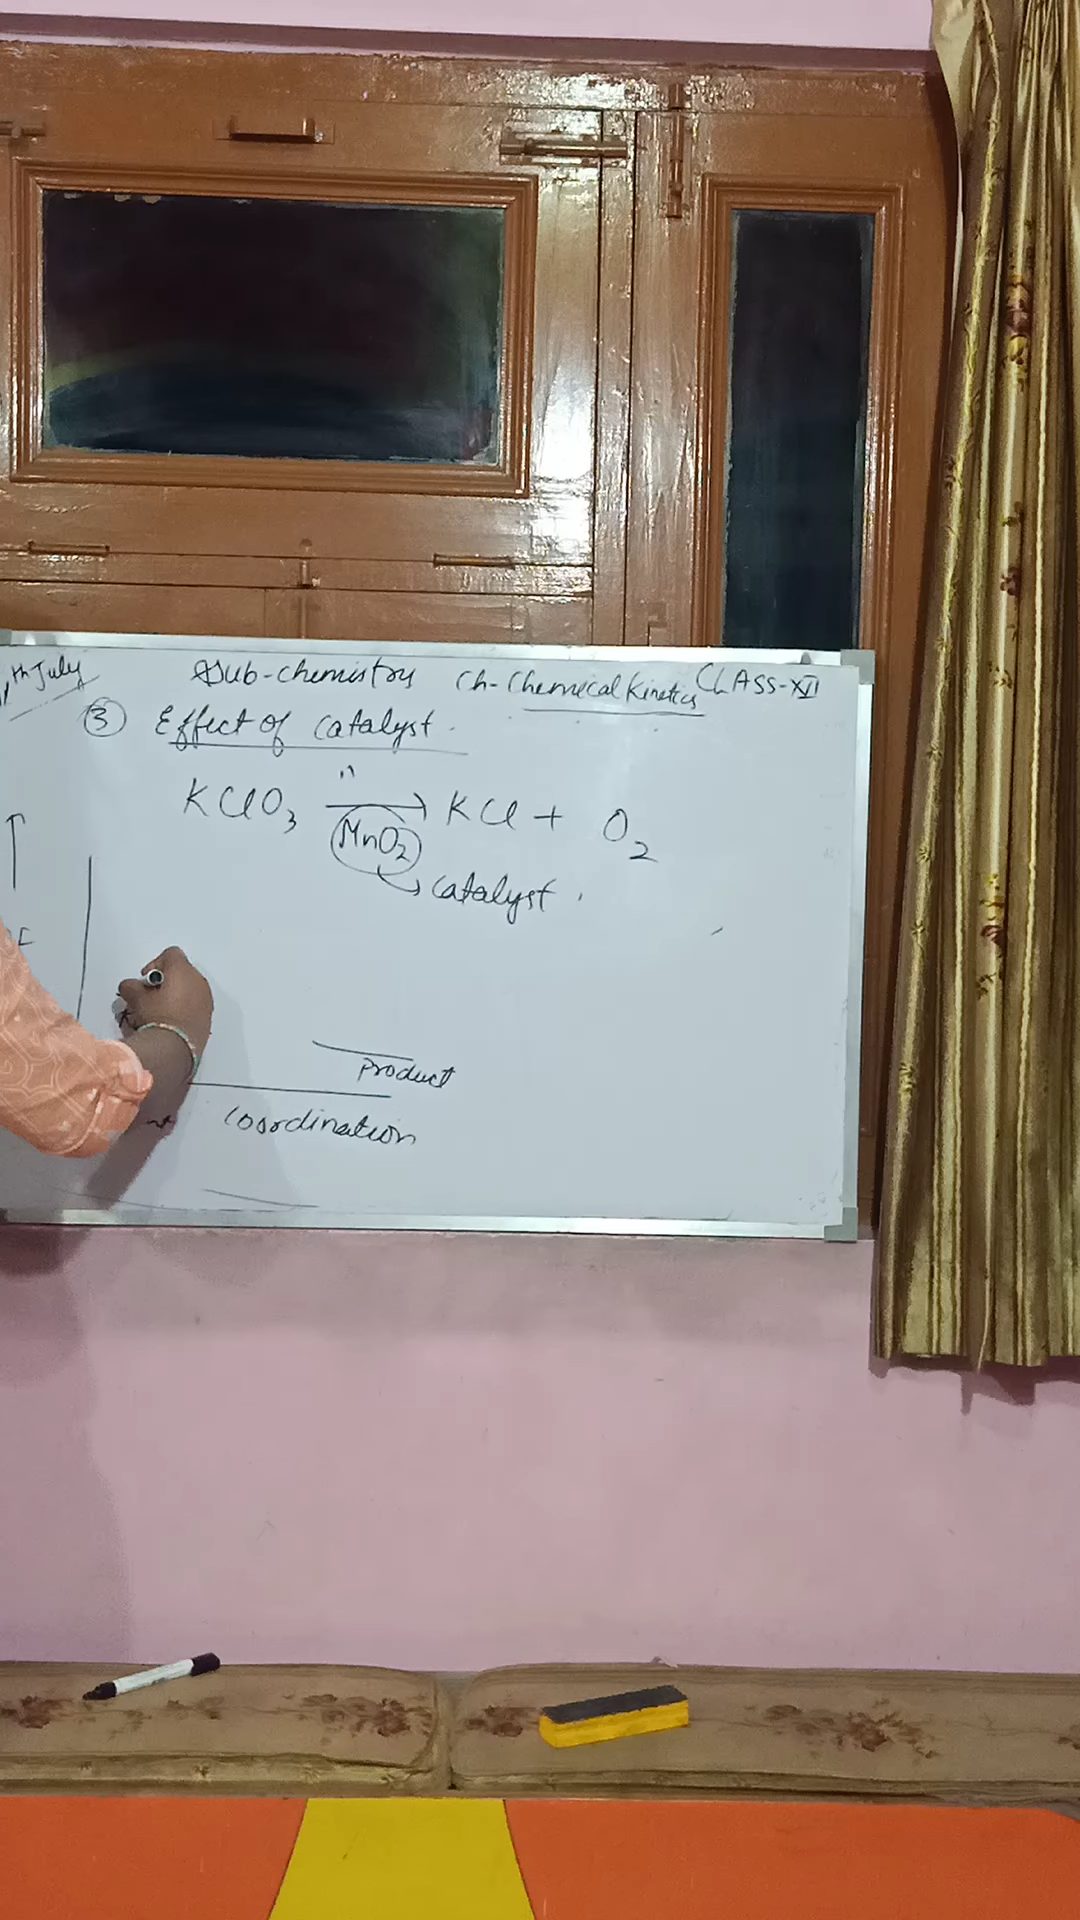 th July Sub-chemistry Ch-Chemical Kinetics CLASS-XII
③ Effect of catalyst.
KClO3 → KCl + O2
MnO2
→ catalyst.
product
coordination